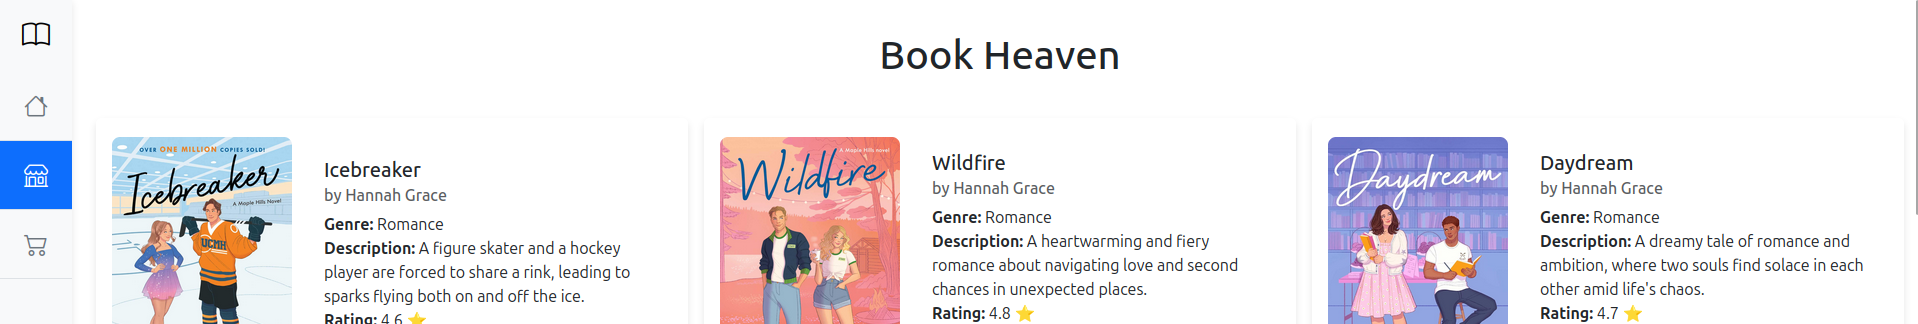 Book Heaven
OVER ONE MILLION COPIES SOLD!
Icebreaker
A Maple Hills Novel
UCMH
Icebreaker
by Hannah Grace
Genre: Romance
Description: A figure skater and a hockey
player are forced to share a rink, leading to
sparks flying both on and off the ice.
Rating: 4.6 ⭐
A Maple Hills Novel
Wildfire
Wildfire
by Hannah Grace
Genre: Romance
Description: A heartwarming and fiery
romance about navigating love and second
chances in unexpected places.
Rating: 4.8 ⭐
Daydream
Daydream
by Hannah Grace
Genre: Romance
Description: A dreamy tale of romance and
ambition, where two souls find solace in each
other amid life's chaos.
Rating: 4.7 ⭐